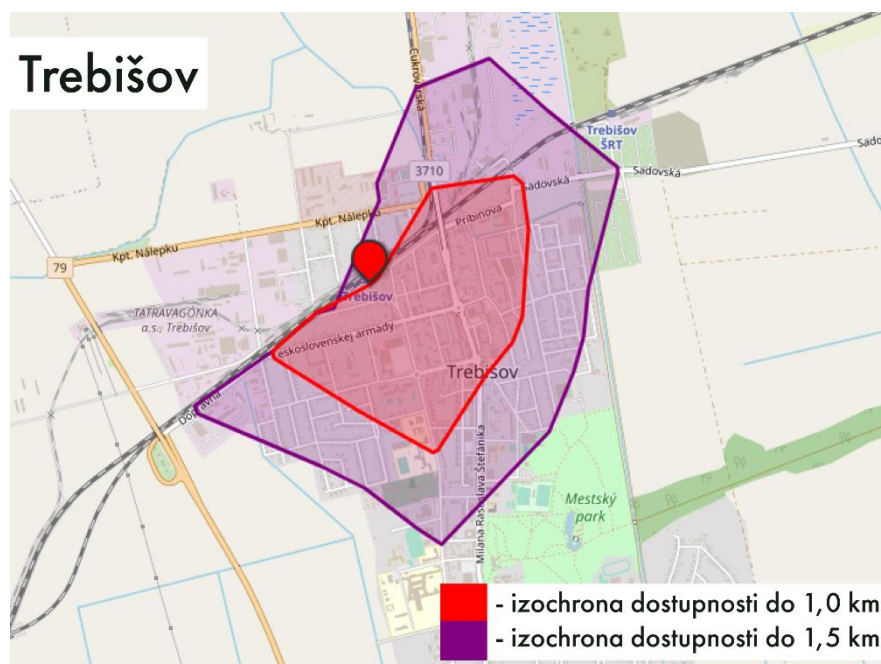 Trebišov
Cukrovarská
Trebišov
ŠRT
3710
Sadovská
Sadovská
Sado
Pribinova
Kpt. Nálepku
Kpt. Nálepku
79
Trebišov
TATRAVAGÓNKA
a.s., Trebišov
eskoslovenskej armády
Trebišov
Dopravná
Milana Rastislava Štefánika
Mestský
park
- izochrona dostupnosti do 1,0 km
- izochrona dostupnosti do 1,5 km